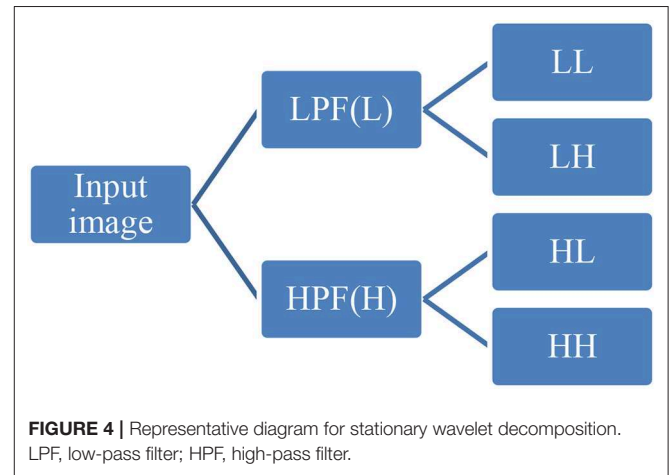 Input
image
LPF(L)
HPF(H)
LL
LH
HL
HH
FIGURE 4 | Representative diagram for stationary wavelet decomposition.
LPF, low-pass filter; HPF, high-pass filter.